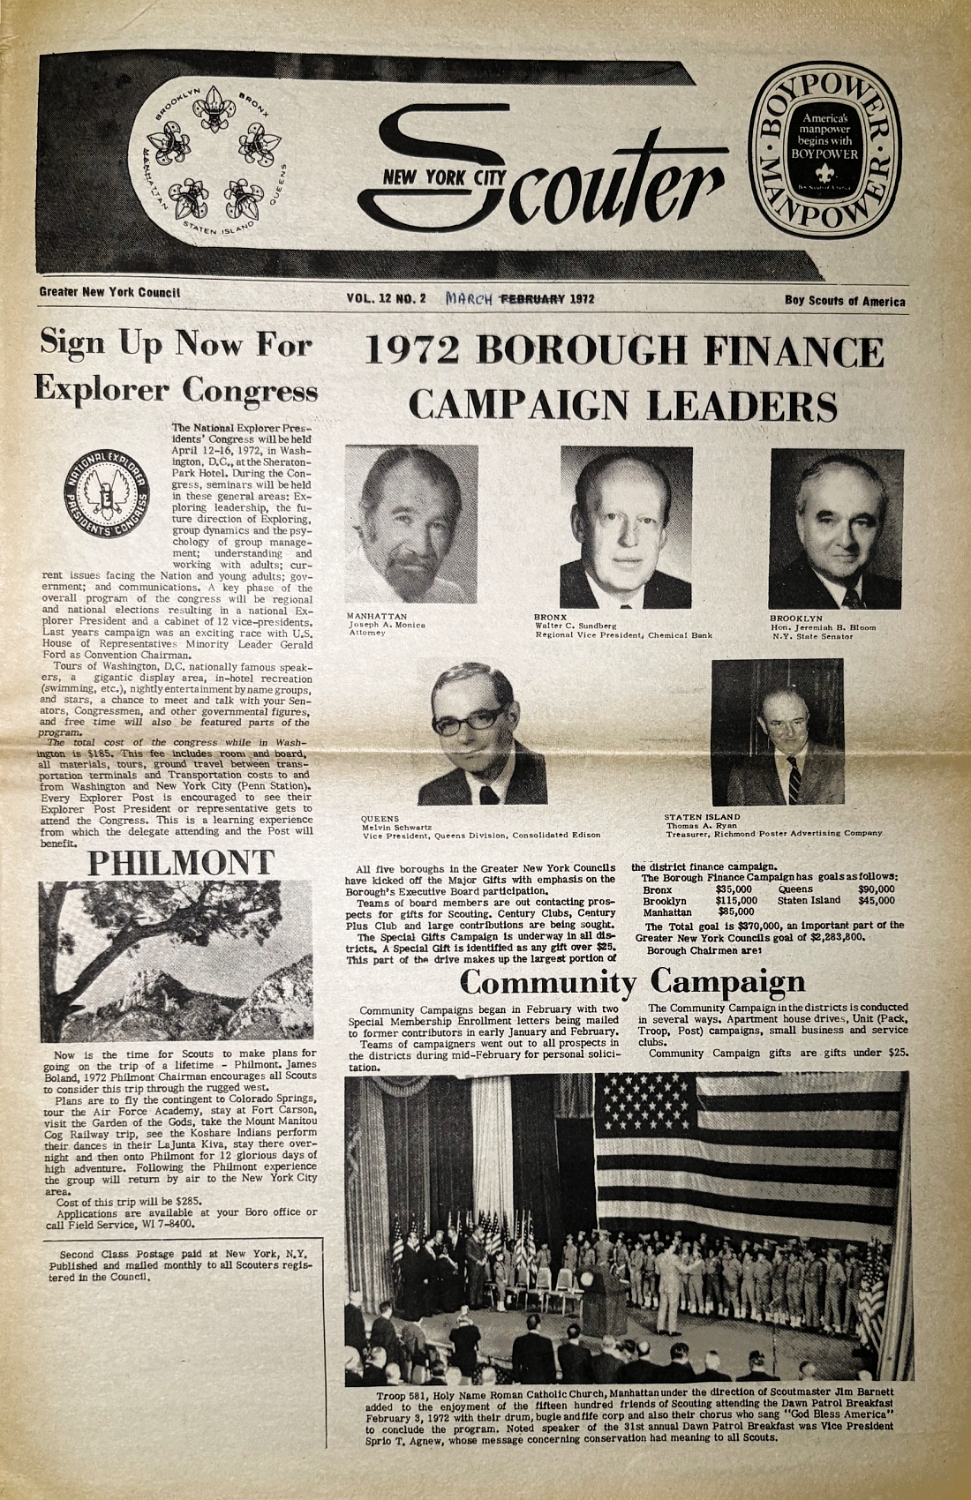 BROOKLYN
BRONX
MANHATTAN
QUEENS
STATEN ISLAND
NEW YORK CITY Scouter
BOYPOWER · MANPOWER
America's
manpower
begins with
BOYPOWER
Greater New York Council
VOL. 12 NO. 2 MARCH FEBRUARY 1972
Boy Scouts of America
Sign Up Now For
Explorer Congress
NATIONAL EXPLORER
PRESIDENTS' CONGRESS
E
The National Explorer Pres-
idents' Congress will be held
April 12-16, 1972, in Wash-
ington, D.C., at the Sheraton-
Park Hotel. During the Con-
gress, seminars will be held
in these general areas: Ex-
ploring leadership, the fu-
ture direction of Exploring,
group dynamics and the psy-
chology of group manage-
ment; understanding and
working with adults; cur-
rent issues facing the Nation and young adults; gov-
ernment; and communications. A key phase of the
overall program of the congress will be regional
and national elections resulting in a national Ex-
plorer President and a cabinet of 12 vice-presidents.
Last years campaign was an exciting race with U.S.
House of Representatives Minority Leader Gerald
Ford as Convention Chairman.
Tours of Washington, D.C. nationally famous speak-
ers, a gigantic display area, in-hotel recreation
(swimming, etc.), nightly entertainment by name groups,
and stars, a chance to meet and talk with your Sen-
ators, Congressmen, and other governmental figures,
and free time will also be featured parts of the
program.
The total cost of the congress while in Wash-
ington is $185. This fee includes room and board,
all materials, tours, ground travel between trans-
portation terminals and Transportation costs to and
from Washington and New York City (Penn Station).
Every Explorer Post is encouraged to see their
Explorer Post President or representative gets to
attend the Congress. This is a learning experience
from which the delegate attending and the Post will
benefit.
PHILMONT
Now is the time for Scouts to make plans for
going on the trip of a lifetime - Philmont. James
Boland, 1972 Philmont Chairman encourages all Scouts
to consider this trip through the rugged west.
Plans are to fly the contingent to Colorado Springs,
tour the Air Force Academy, stay at Fort Carson,
visit the Garden of the Gods, take the Mount Manitou
Cog Railway trip, see the Koshare Indians perform
their dances in their LaJunta Kiva, stay there over-
night and then onto Philmont for 12 glorious days of
high adventure. Following the Philmont experience
the group will return by air to the New York City
area.
Cost of this trip will be $285.
Applications are available at your Boro office or
call Field Service, WI 7-8400.
Second Class Postage paid at New York, N.Y.
Published and mailed monthly to all Scouters regis-
tered in the Council.
1972 BOROUGH FINANCE
CAMPAIGN LEADERS
MANHATTAN
Joseph A. Monica
Attorney
BRONX
Walter C. Sundberg
Regional Vice President, Chemical Bank
BROOKLYN
Hon. Jeremiah B. Bloom
N.Y. State Senator
QUEENS
Melvin Schwartz
Vice President, Queens Division, Consolidated Edison
STATEN ISLAND
Thomas A. Ryan
Treasurer, Richmond Poster Advertising Company
All five boroughs in the Greater New York Councils
have kicked off the Major Gifts with emphasis on the
Borough's Executive Board participation.
Teams of board members are out contacting pros-
pects for gifts for Scouting. Century Clubs, Century
Plus Club and large contributions are being sought.
The Special Gifts Campaign is underway in all dis-
tricts. A Special Gift is identified as any gift over $25.
This part of the drive makes up the largest portion of
the district finance campaign.
The Borough Finance Campaign has goals as follows:
Bronx $35,000 Queens $90,000
Brooklyn $115,000 Staten Island $45,000
Manhattan $85,000
The Total goal is $370,000, an important part of the
Greater New York Councils goal of $2,283,800.
Borough Chairmen are:
Community Campaign
Community Campaigns began in February with two
Special Membership Enrollment letters being mailed
to former contributors in early January and February.
Teams of campaigners went out to all prospects in
the districts during mid-February for personal solici-
tation.
The Community Campaign in the districts is conducted
in several ways. Apartment house drives, Unit (Pack,
Troop, Post) campaigns, small business and service
clubs.
Community Campaign gifts are gifts under $25.
Troop 581, Holy Name Roman Catholic Church, Manhattan under the direction of Scoutmaster Jim Barnett
added to the enjoyment of the fifteen hundred friends of Scouting attending the Dawn Patrol Breakfast
February 3, 1972 with their drum, bugle and fife corp and also their chorus who sang "God Bless America"
to conclude the program. Noted speaker of the 31st annual Dawn Patrol Breakfast was Vice President
Sprio T. Agnew, whose message concerning conservation had meaning to all Scouts.